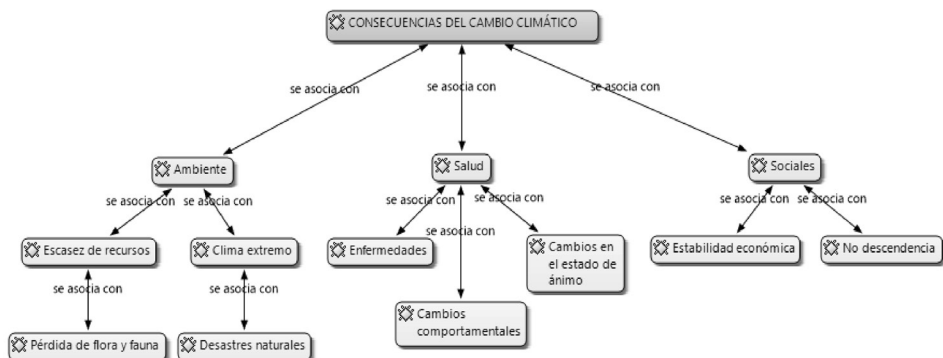 CONSECUENCIAS DEL CAMBIO CLIMÁTICO
se asocia con
se asocia con
se asocia con
Ambiente
Salud
Sociales
se asocia con
se asocia con
se asocia con
se asocia con
se asocia con
se asocia con
se asocia con
Escasez de recursos
Clima extremo
Enfermedades
Cambios en
el estado de
ánimo
Estabilidad económica
No descendencia
se asocia con
se asocia con
Cambios
comportamentales
Pérdida de flora y fauna
Desastres naturales